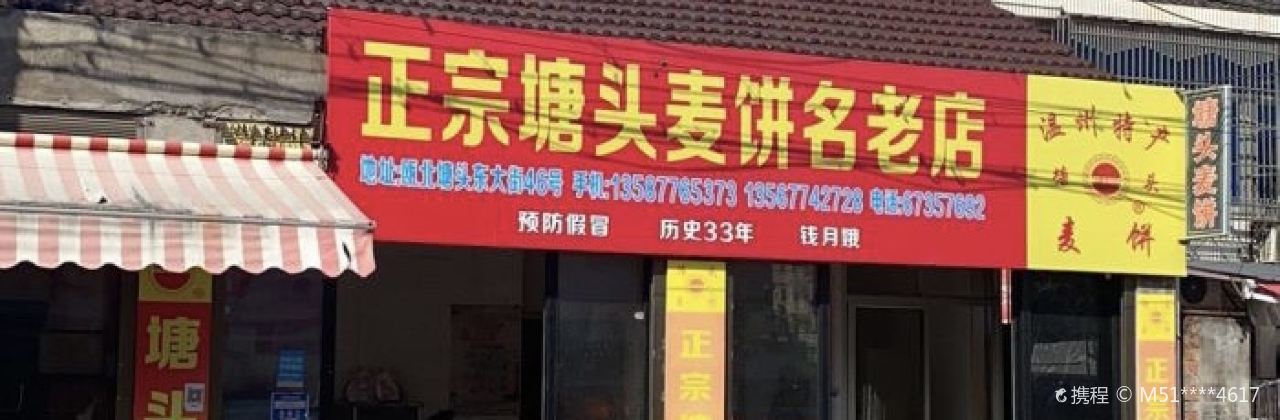 正宗塘头麦饼名老店
地址:瓯北塘头东大街46号 手机:13587785373 13567742728 电话:67357682
预防假冒 历史33年 钱月娥
温州特产
塘头
麦饼
塘头麦饼
塘头
正宗
正宗
携程 © M51****4617